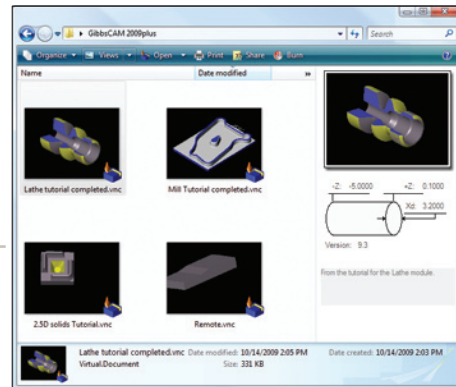 GibbsCAM 2009plus
Search
Organize Views Open Print Share Burn
Name Date modified
Lathe tutorial completed.vnc
Mill Tutorial completed.vnc
2.5D solids Tutorial.vnc
Remote.vnc
-Z: -5.0000 +Z: 0.1000
Xd: 3.2000
Version: 9.3
From the tutorial for the Lathe module.
Lathe tutorial completed.vnc Date modified: 10/14/2009 2:05 PM Date created: 10/14/2009 2:03 PM
Virtual.Document Size: 331 KB